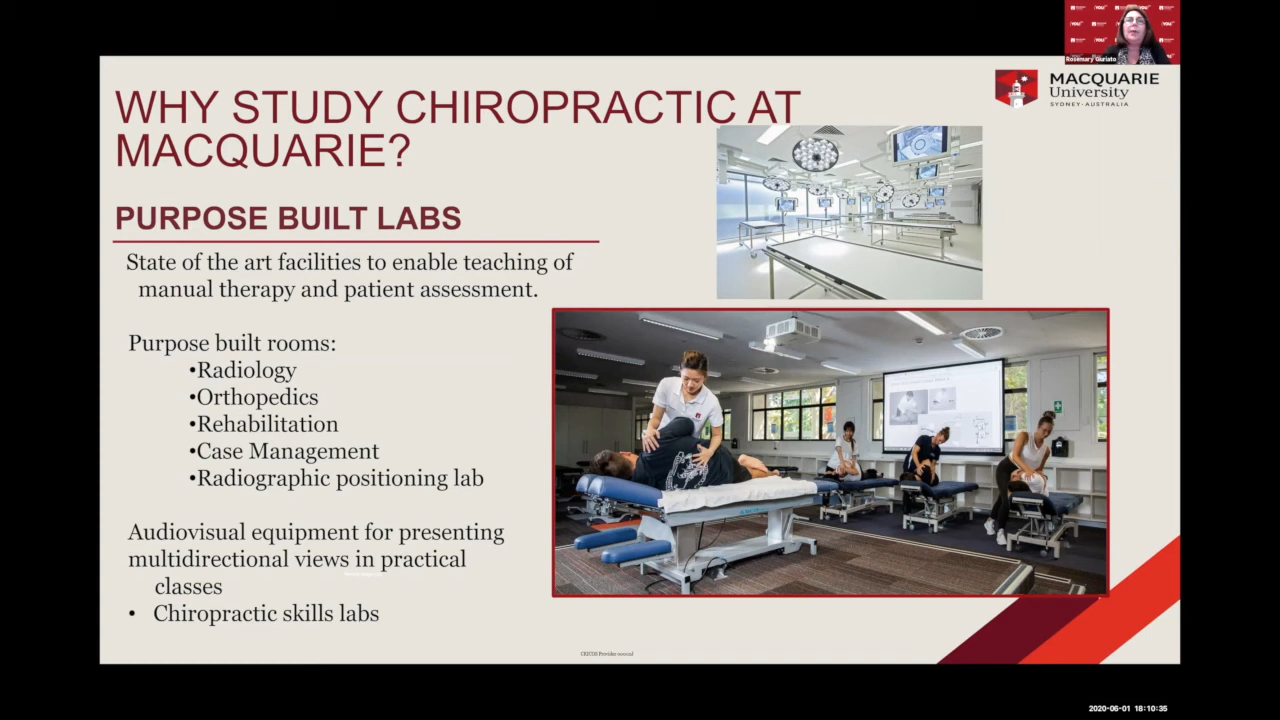 Rosemary Giuriato
MACQUARIE
University
SYDNEY · AUSTRALIA
WHY STUDY CHIROPRACTIC AT
MACQUARIE?
PURPOSE BUILT LABS
State of the art facilities to enable teaching of
manual therapy and patient assessment.
Purpose built rooms:
•Radiology
•Orthopedics
•Rehabilitation
•Case Management
•Radiographic positioning lab
Audiovisual equipment for presenting
multidirectional views in practical
classes
• Chiropractic skills labs
CRICOS Provider
2020-06-01 18:10:35